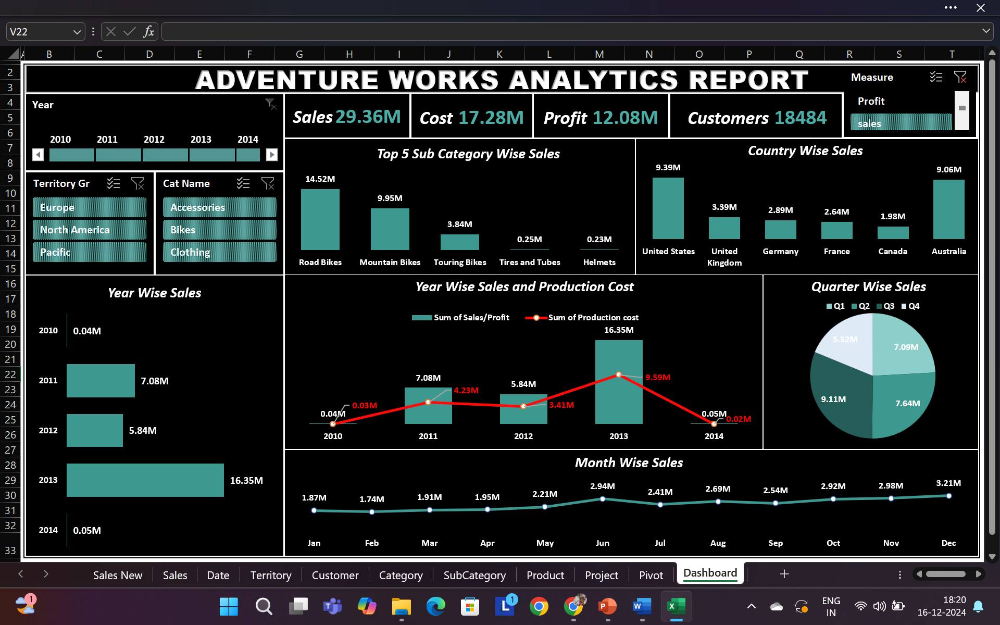 V22
fx
A B C D E F G H I J K L M N O P Q R S T
2
3
4
5
6
7
8
9
10
11
12
13
14
15
16
17
18
19
20
21
22
23
24
25
26
27
28
29
30
31
32
33
ADVENTURE WORKS ANALYTICS REPORT
Measure
Profit
sales
Year
2010 2011 2012 2013 2014
Sales 29.36M
Cost 17.28M
Profit 12.08M
Customers 18484
Territory Gr
Europe
North America
Pacific
Cat Name
Accessories
Bikes
Clothing
Top 5 Sub Category Wise Sales
14.52M 9.95M 3.84M 0.25M 0.23M
Road Bikes Mountain Bikes Touring Bikes Tires and Tubes Helmets
Country Wise Sales
9.39M 3.39M 2.89M 2.64M 1.98M 9.06M
United States United Kingdom Germany France Canada Australia
Year Wise Sales
2010 0.04M
2011 7.08M
2012 5.84M
2013 16.35M
2014 0.05M
Year Wise Sales and Production Cost
Sum of Sales/Profit Sum of Production cost
0.04M 7.08M 5.84M 16.35M 0.05M
0.03M 4.23M 3.41M 9.59M 0.02M
2010 2011 2012 2013 2014
Quarter Wise Sales
Q1 Q2 Q3 Q4
5.52M 7.09M
9.11M 7.64M
Month Wise Sales
1.87M 1.74M 1.91M 1.95M 2.21M 2.94M 2.41M 2.69M 2.54M 2.92M 2.98M 3.21M
Jan Feb Mar Apr May Jun Jul Aug Sep Oct Nov Dec
Sales New Sales Date Territory Customer Category SubCategory Product Project Pivot Dashboard
1
T
L
1
P
W
X
ENG
IN
18:20
16-12-2024